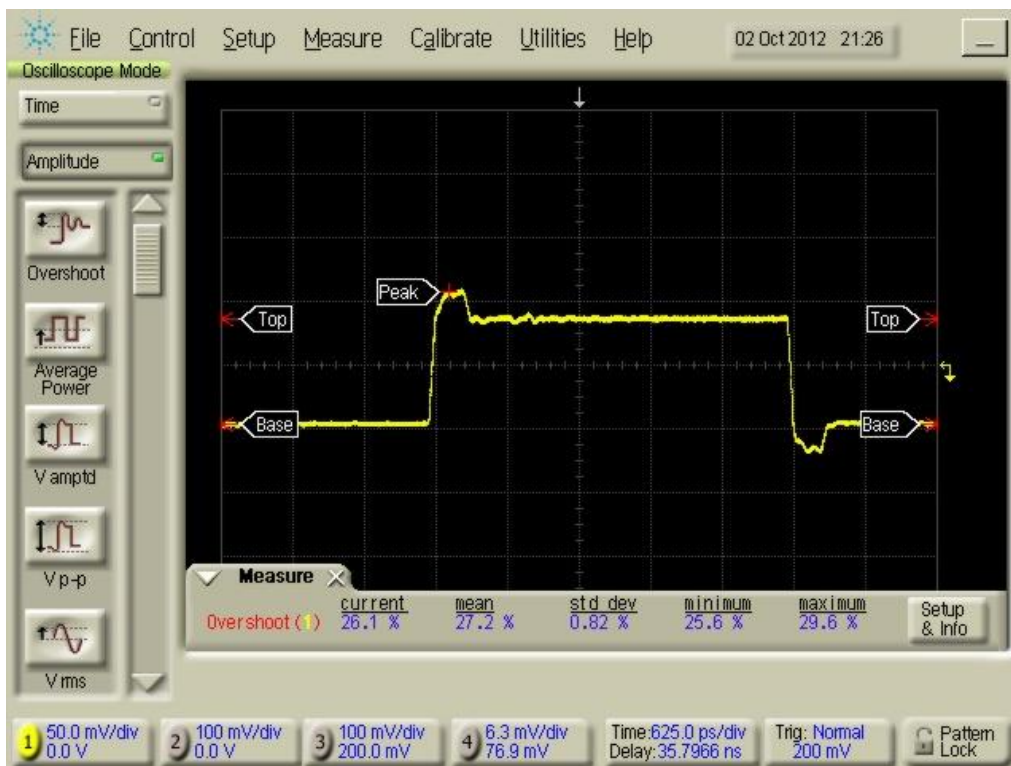 File Control Setup Measure Calibrate Utilities Help 02 Oct 2012 21:26
Oscilloscope Mode
Time
Amplitude
Overshoot
Average
Power
V amptd
V p-p
V rms
Peak
Top Top
Base Base
Measure
current mean std dev minimum maximum
Overshoot (1) 26.1 % 27.2 % 0.82 % 25.6 % 29.6 %
Setup
& Info
1 50.0 mV/div
0.0 V
2 100 mV/div
0.0 V
3 100 mV/div
200.0 mV
4 6.3 mV/div
76.9 mV
Time:625.0 ps/div
Delay:35.7966 ns
Trig: Normal
200 mV
Pattern
Lock